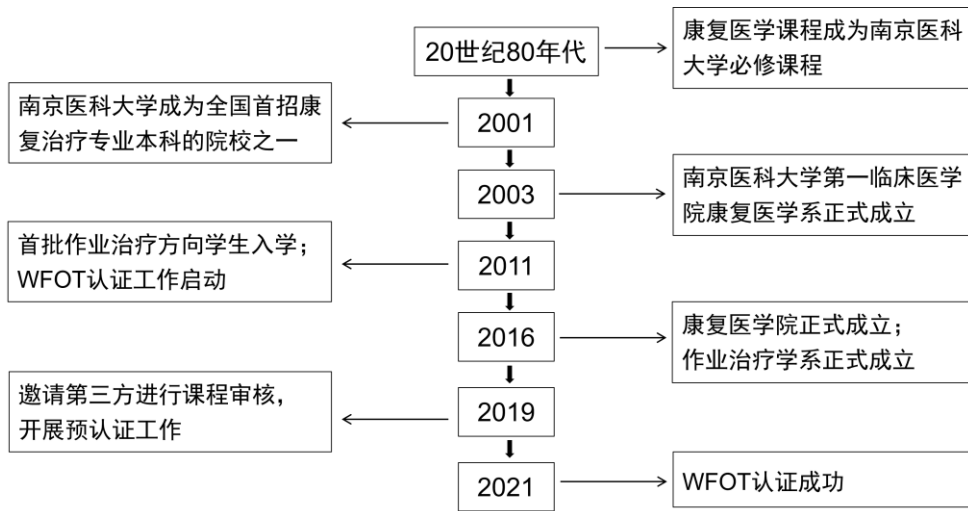 20世纪80年代
康复医学课程成为南京医科
大学必修课程
南京医科大学成为全国首招康
复治疗专业本科的院校之一
2001
2003
南京医科大学第一临床医学
院康复医学系正式成立
首批作业治疗方向学生入学；
WFOT认证工作启动
2011
2016
康复医学院正式成立；
作业治疗学系正式成立
邀请第三方进行课程审核，
开展预认证工作
2019
2021
WFOT认证成功